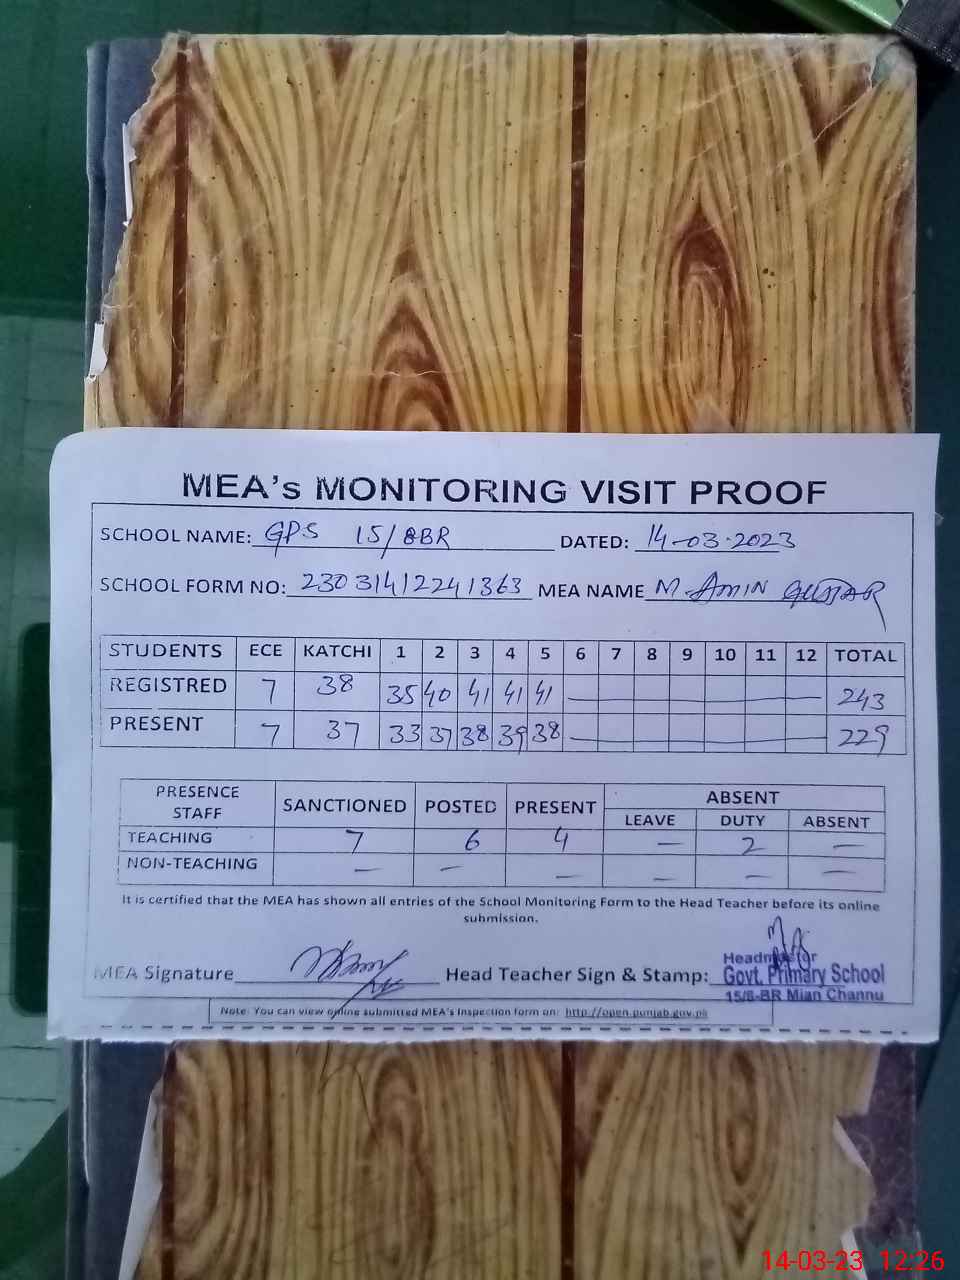 MEA's MONITORING VISIT PROOF
SCHOOL NAME: GPS 15/8BR DATED: 14-03-2023
SCHOOL FORM NO: 23031412241363 MEA NAME M. AMIN
STUDENTS ECE KATCHI 1 2 3 4 5 6 7 8 9 10 11 12 TOTAL
REGISTRED 7 38 35 40 41 41 41 243
PRESENT 7 37 33 37 38 39 38 229
PRESENCE STAFF SANCTIONED POSTED PRESENT ABSENT
LEAVE DUTY ABSENT
TEACHING 7 6 4 — 2 —
NON-TEACHING — — — — — —
It is certified that the MEA has shown all entries of the School Monitoring Form to the Head Teacher before its online
submission.
MEA Signature Head Teacher Sign & Stamp:
Headmaster
Govt. Primary School
15/8-BR Mian Channu
Note: You can view online submitted MEA's Inspection form on: http://open.punjab.gov.pk
14-03-23 12:26